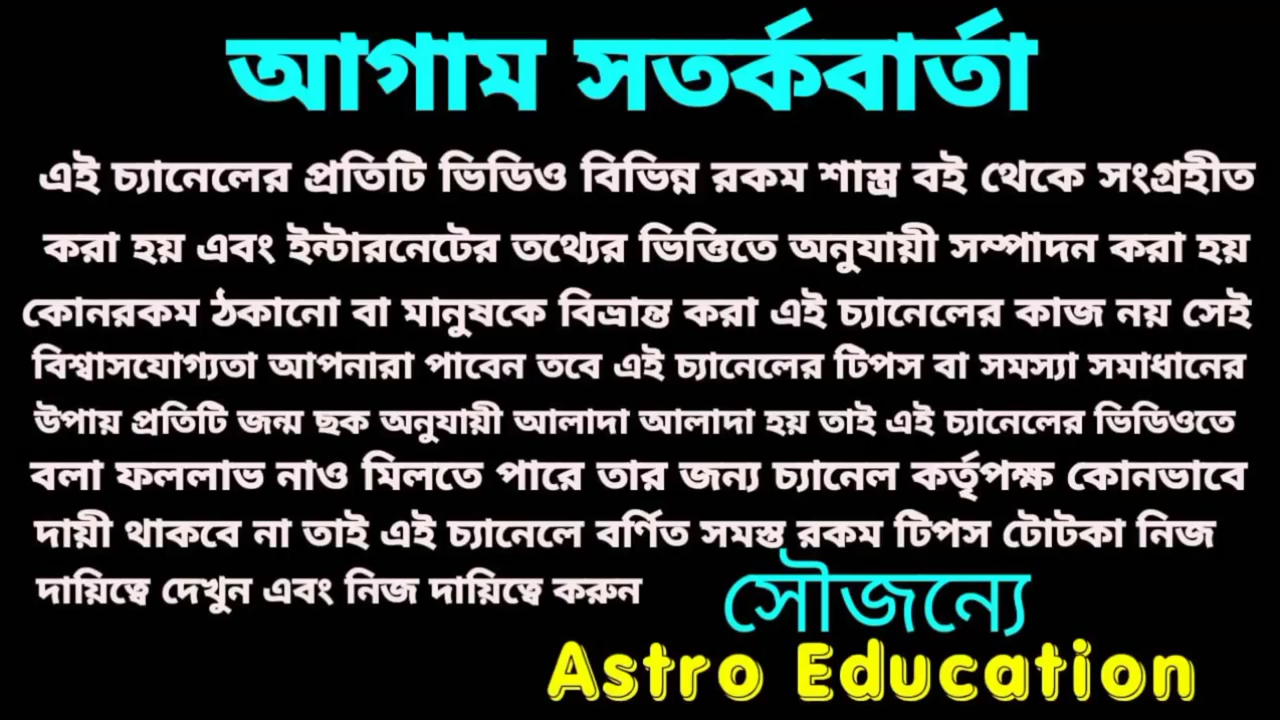 আগাম সতর্কবার্তা
এই চ্যানেলের প্রতিটি ভিডিও বিভিন্ন রকম শাস্ত্র বই থেকে সংগ্রহীত
করা হয় এবং ইন্টারনেটের তথ্যের ভিত্তিতে অনুযায়ী সম্পাদন করা হয়
কোনরকম ঠকানো বা মানুষকে বিভ্রান্ত করা এই চ্যানেলের কাজ নয় সেই
বিশ্বাসযোগ্যতা আপনারা পাবেন তবে এই চ্যানেলের টিপস বা সমস্যা সমাধানের
উপায় প্রতিটি জন্ম ছক অনুযায়ী আলাদা আলাদা হয় তাই এই চ্যানেলের ভিডিওতে
বলা ফললাভ নাও মিলতে পারে তার জন্য চ্যানেল কর্তৃপক্ষ কোনভাবে
দায়ী থাকবে না তাই এই চ্যানেলে বর্ণিত সমস্ত রকম টিপস টোটকা নিজ
দায়িত্বে দেখুন এবং নিজ দায়িত্বে করুন
সৌজন্যে
Astro Education